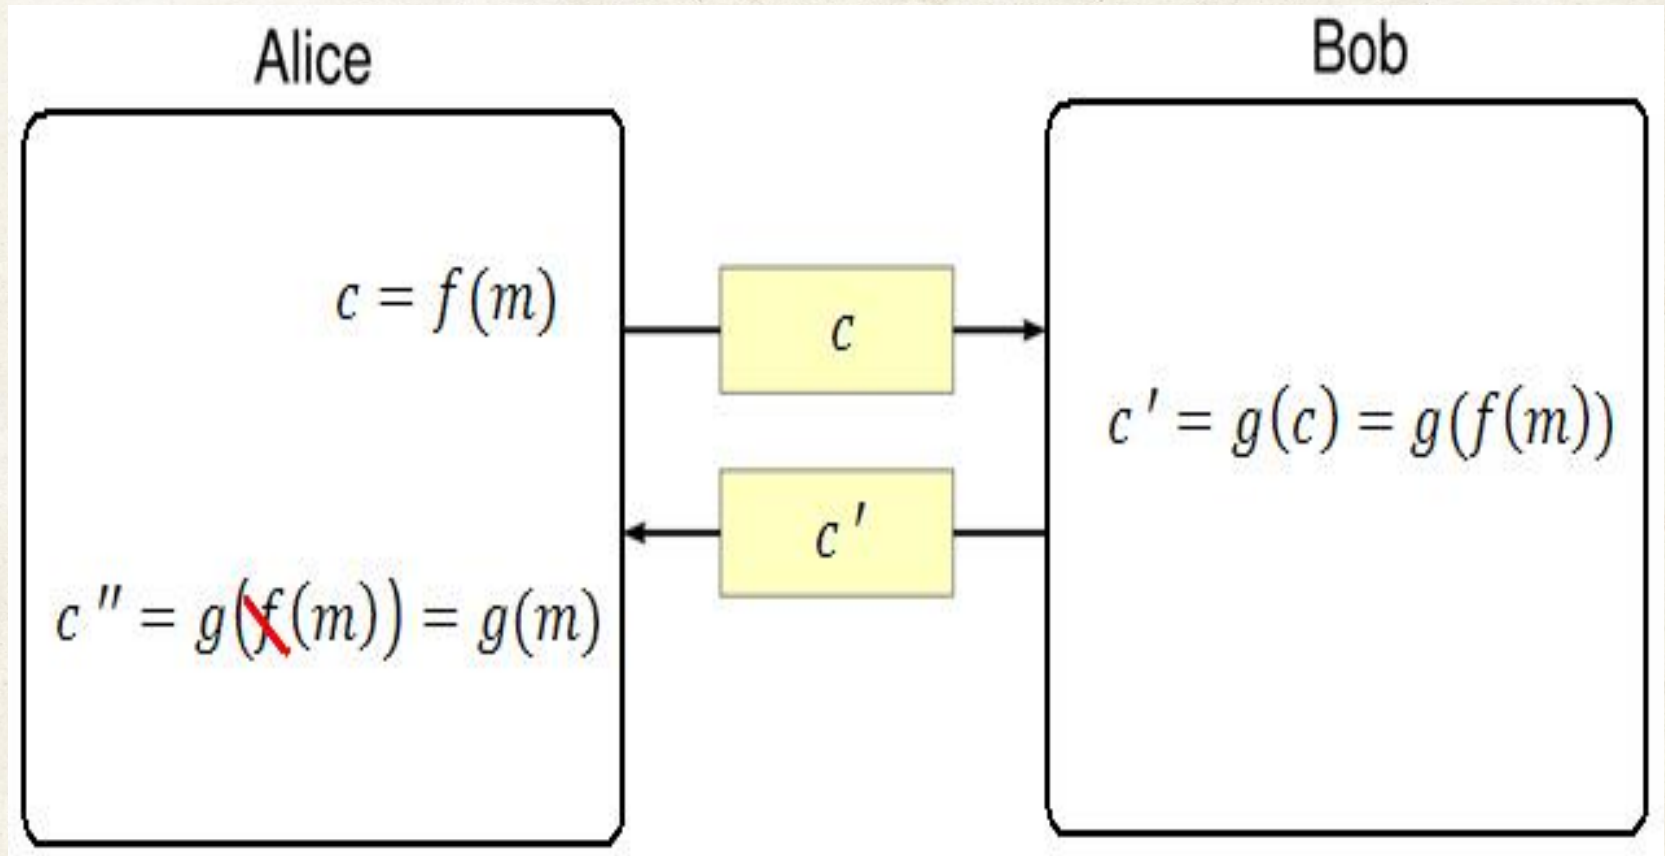 Alice
Bob
c = f(m)
c
c′ = g(c) = g(f(m))
c′
c″ = g(f(m)) = g(m)